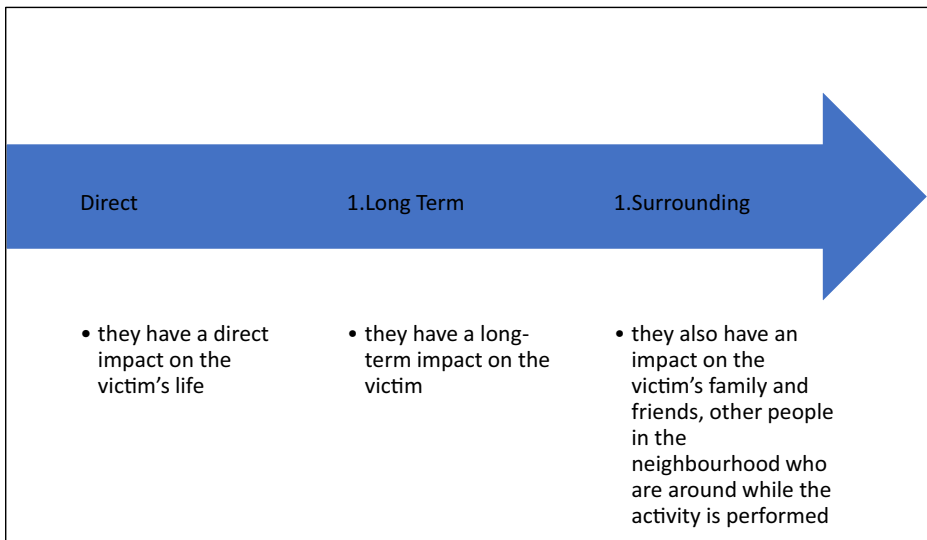 Direct
1.Long Term
1.Surrounding
• they have a direct
impact on the
victim’s life
• they have a long-
term impact on the
victim
• they also have an
impact on the
victim’s family and
friends, other people
in the
neighbourhood who
are around while the
activity is performed